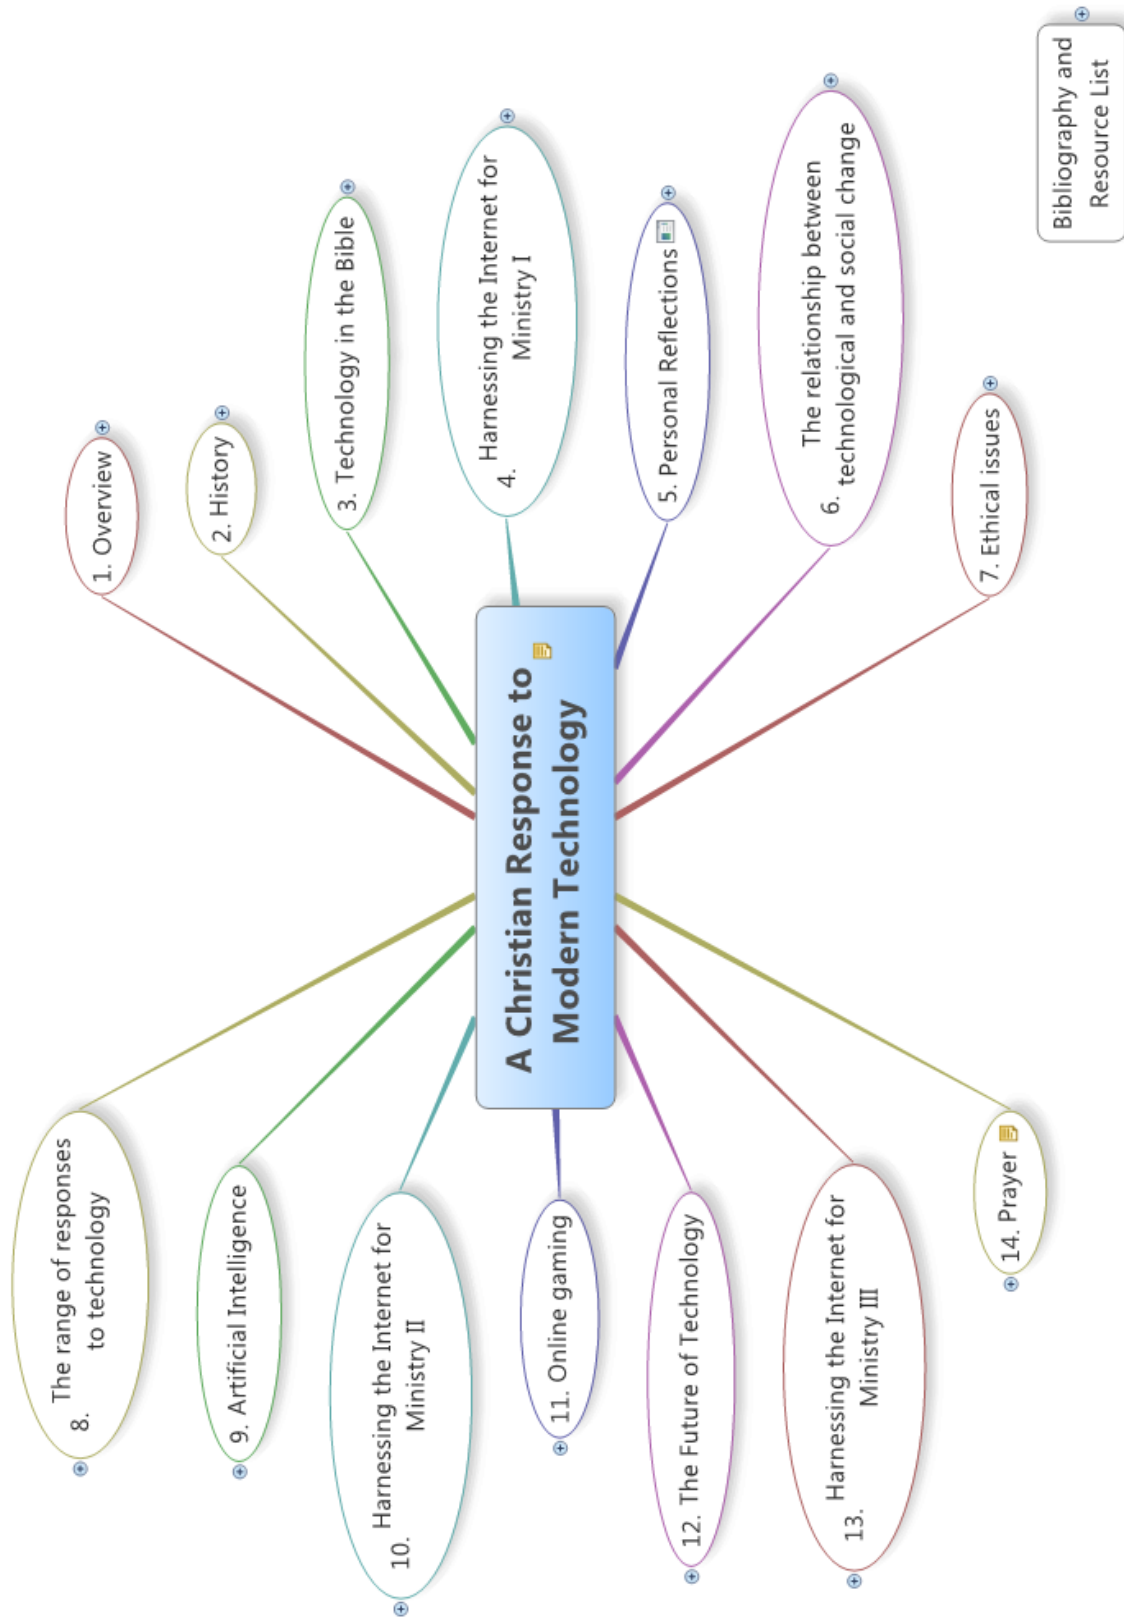 A Christian Response to
Modern Technology
1. Overview
2. History
3. Technology in the Bible
4. Harnessing the Internet for
Ministry I
5. Personal Reflections
6. The relationship between
technological and social change
7. Ethical issues
8. The range of responses
to technology
9. Artificial Intelligence
10. Harnessing the Internet for
Ministry II
11. Online gaming
12. The Future of Technology
13. Harnessing the Internet for
Ministry III
14. Prayer
Bibliography and
Resource List